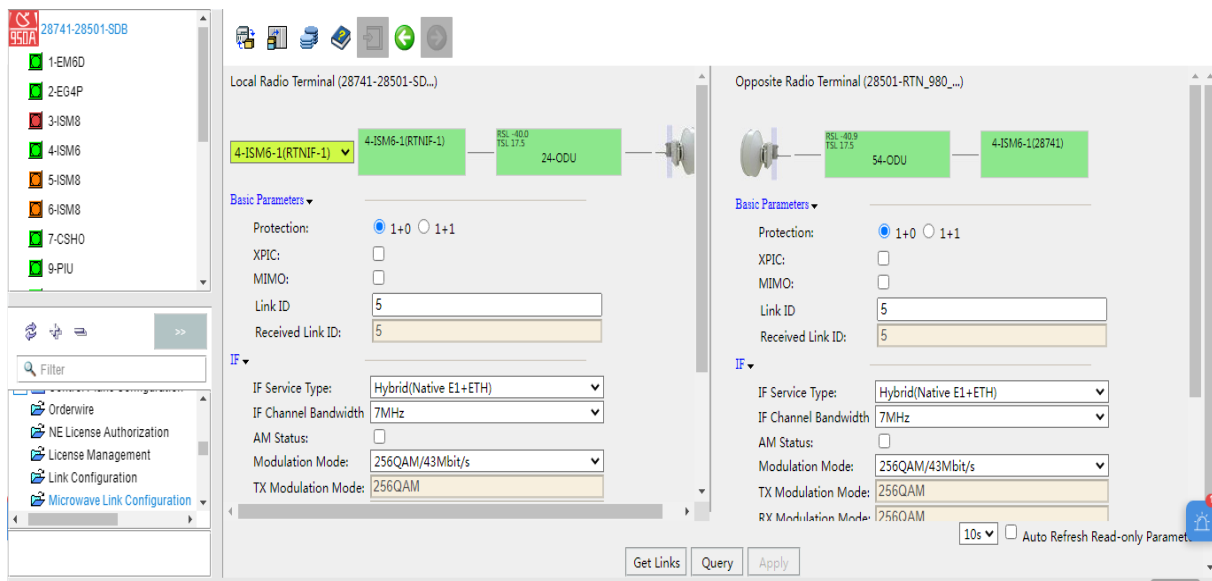 950A
28741-28501-SDB
1-EM6D
2-EG4P
3-ISM8
4-ISM6
5-ISM8
6-ISM8
7-CSHO
9-PIU
>>
Filter
Orderwire
NE License Authorization
License Management
Link Configuration
Microwave Link Configuration
Local Radio Terminal (28741-28501-SD...)
4-ISM6-1(RTNIF-1)
4-ISM6-1(RTNIF-1)
RSL -40.0
TSL 17.5
24-ODU
Basic Parameters
Protection: 1+0 1+1
XPIC:
MIMO:
Link ID 5
Received Link ID: 5
IF
IF Service Type: Hybrid(Native E1+ETH)
IF Channel Bandwidth 7MHz
AM Status:
Modulation Mode: 256QAM/43Mbit/s
TX Modulation Mode: 256QAM
Opposite Radio Terminal (28501-RTN_980_...)
RSL -40.9
TSL 17.5
54-ODU
4-ISM6-1(28741)
Basic Parameters
Protection: 1+0 1+1
XPIC:
MIMO:
Link ID 5
Received Link ID: 5
IF
IF Service Type: Hybrid(Native E1+ETH)
IF Channel Bandwidth 7MHz
AM Status:
Modulation Mode: 256QAM/43Mbit/s
TX Modulation Mode: 256QAM
RX Modulation Mode: 256QAM
10s Auto Refresh Read-only Paramet
Get Links Query Apply